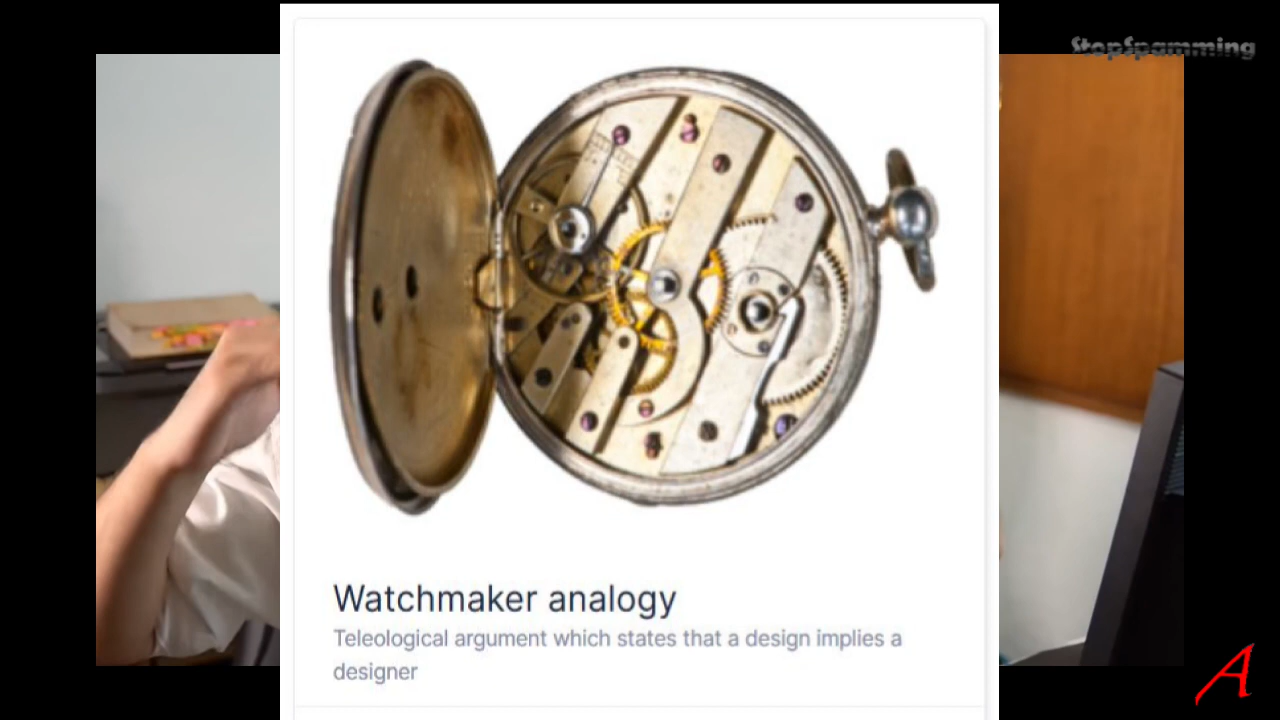 StopSpamming
Watchmaker analogy
Teleological argument which states that a design implies a
designer
A